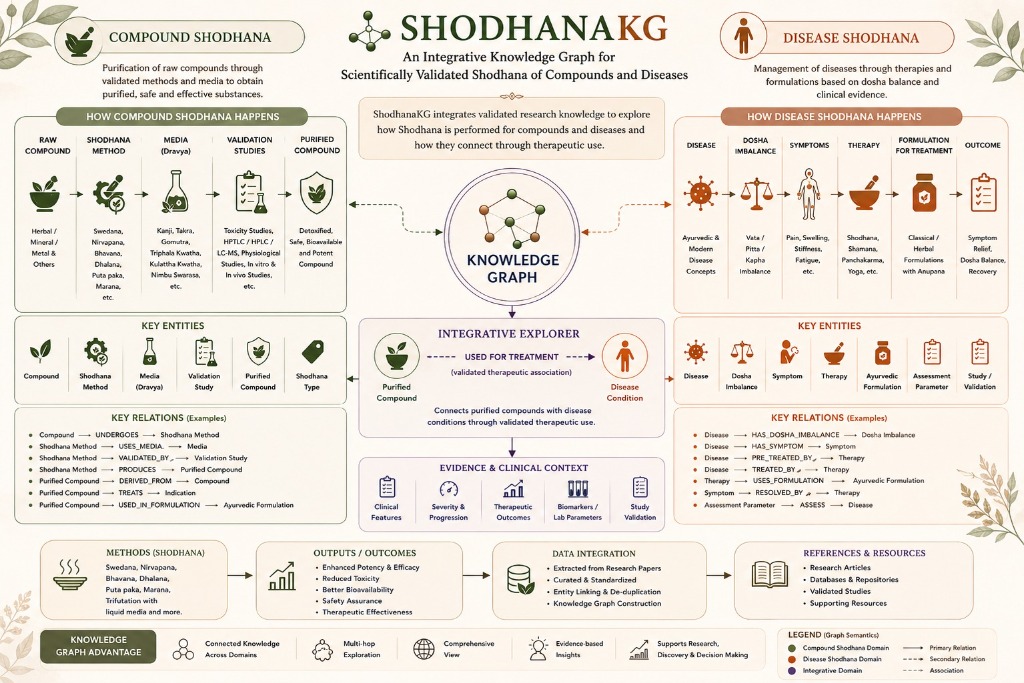 SHODHANAKG
An Integrative Knowledge Graph for
Scientifically Validated Shodhana of Compounds and Diseases
ShodhanaKG integrates validated research knowledge to explore
how Shodhana is performed for compounds and diseases and
how they connect through therapeutic use.
COMPOUND SHODHANA
Purification of raw compounds through
validated methods and media to obtain
purified, safe and effective substances.
HOW COMPOUND SHODHANA HAPPENS
RAW
COMPOUND
Herbal /
Mineral /
Metal &
Others
SHODHANA
METHOD
Swedana,
Nirvapana,
Bhavana,
Dhalana,
Puta paka,
Marana,
etc.
MEDIA
(Dravya)
Kanji, Takra,
Gomutra,
Triphala Kwatha,
Kulattha Kwatha,
Nimbu Swarasa,
etc.
VALIDATION
STUDIES
Toxicity Studies,
HPTLC / HPLC /
LC-MS, Physiological
Studies, In vitro &
In vivo Studies,
etc.
PURIFIED
COMPOUND
Detoxified,
Safe, Bioavailable
and Potent
Compound
KEY ENTITIES
Compound
Shodhana
Method
Media
(Dravya)
Validation
Study
Purified
Compound
Shodhana
Type
KEY RELATIONS (Examples)
• Compound → UNDERGOES → Shodhana Method
• Shodhana Method → USES_MEDIA. → Media
• Shodhana Method → VALIDATED_BY → Validation Study
• Shodhana Method → PRODUCES → Purified Compound
• Purified Compound → DERIVED_FROM → Compound
• Purified Compound → TREATS → Indication
• Purified Compound → USED_IN_FORMULATION → Ayurvedic Formulation
KNOWLEDGE
GRAPH
INTEGRATIVE EXPLORER
USED FOR TREATMENT
(validated therapeutic association)
Purified
Compound
Disease
Condition
Connects purified compounds with disease
conditions through validated therapeutic use.
EVIDENCE & CLINICAL CONTEXT
Clinical
Features
Severity &
Progression
Therapeutic
Outcomes
Biomarkers /
Lab Parameters
Study
Validation
DISEASE SHODHANA
Management of diseases through therapies and
formulations based on dosha balance and
clinical evidence.
HOW DISEASE SHODHANA HAPPENS
DISEASE
Ayurvedic &
Modern
Disease
Concepts
DOSHA
IMBALANCE
Vata /
Pitta /
Kapha
Imbalance
SYMPTOMS
Pain, Swelling,
Stiffness,
Fatigue,
etc.
THERAPY
Shodhana,
Shamana,
Panchakarma,
Yoga, etc.
FORMULATION
FOR TREATMENT
Classical /
Herbal
Formulations
with Anupana
OUTCOME
Symptom
Relief,
Dosha Balance,
Recovery
KEY ENTITIES
Disease
Dosha
Imbalance
Symptom
Therapy
Ayurvedic
Formulation
Assessment
Parameter
Study /
Validation
KEY RELATIONS (Examples)
• Disease → HAS_DOSHA_IMBALANCE → Dosha Imbalance
• Disease → HAS_SYMPTOM → Symptom
• Disease → PRE_TREATED_BY → Therapy
• Disease → TREATED_BY → Therapy
• Therapy → USES_FORMULATION → Ayurvedic Formulation
• Symptom → RESOLVED_BY → Therapy
• Assessment Parameter → ASSESS → Disease
METHODS (SHODHANA)
Swedana, Nirvapana,
Bhavana, Dhalana,
Puta paka, Marana,
Trifutation with
liquid media and more.
OUTPUTS / OUTCOMES
• Enhanced Potency & Efficacy
• Reduced Toxicity
• Better Bioavailability
• Safety Assurance
• Therapeutic Effectiveness
DATA INTEGRATION
• Extracted from Research Papers
• Curated & Standardized
• Entity Linking & De-duplication
• Knowledge Graph Construction
REFERENCES & RESOURCES
• Research Articles
• Databases & Repositories
• Validated Studies
• Supporting Resources
KNOWLEDGE
GRAPH ADVANTAGE
Connected Knowledge
Across Domains
Multi-hop
Exploration
Comprehensive
View
Evidence-based
Insights
Supports Research,
Discovery & Decision Making
LEGEND (Graph Semantics)
Compound Shodhana Domain
Disease Shodhana Domain
Integrative Domain
Primary Relation
Secondary Relation
Association